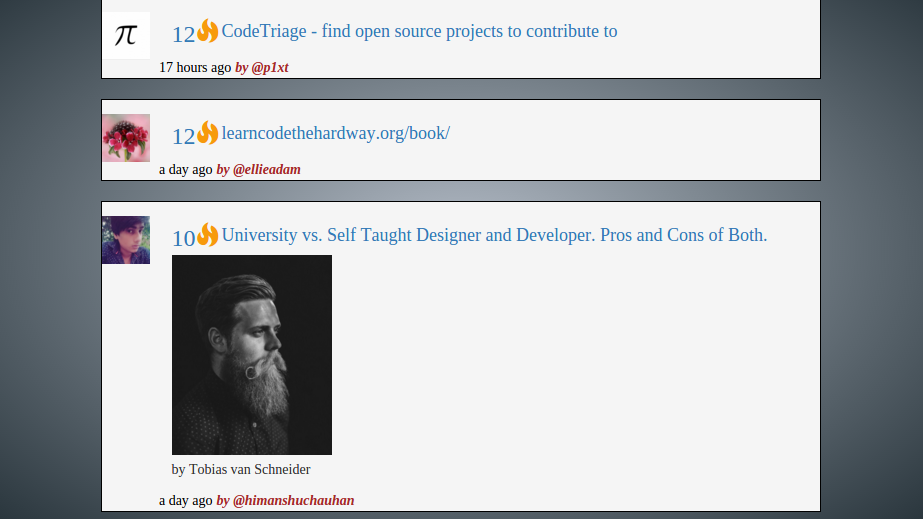 π
12 CodeTriage - find open source projects to contribute to
17 hours ago by @p1xt
12 learncodethehardway.org/book/
a day ago by @ellieadam
10 University vs. Self Taught Designer and Developer. Pros and Cons of Both.
by Tobias van Schneider
a day ago by @himanshuchauhan